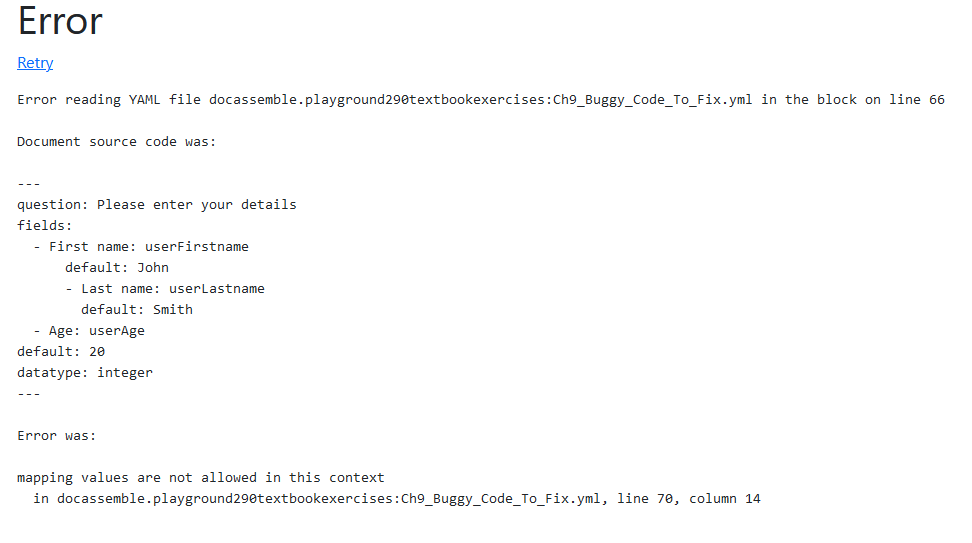 Error
Retry
Error reading YAML file docassemble.playground290textbookexercises:Ch9_Buggy_Code_To_Fix.yml in the block on line 66
Document source code was:
---
question: Please enter your details
fields:
  - First name: userFirstname
      default: John
      - Last name: userLastname
        default: Smith
  - Age: userAge
default: 20
datatype: integer
---
Error was:
mapping values are not allowed in this context
  in docassemble.playground290textbookexercises:Ch9_Buggy_Code_To_Fix.yml, line 70, column 14